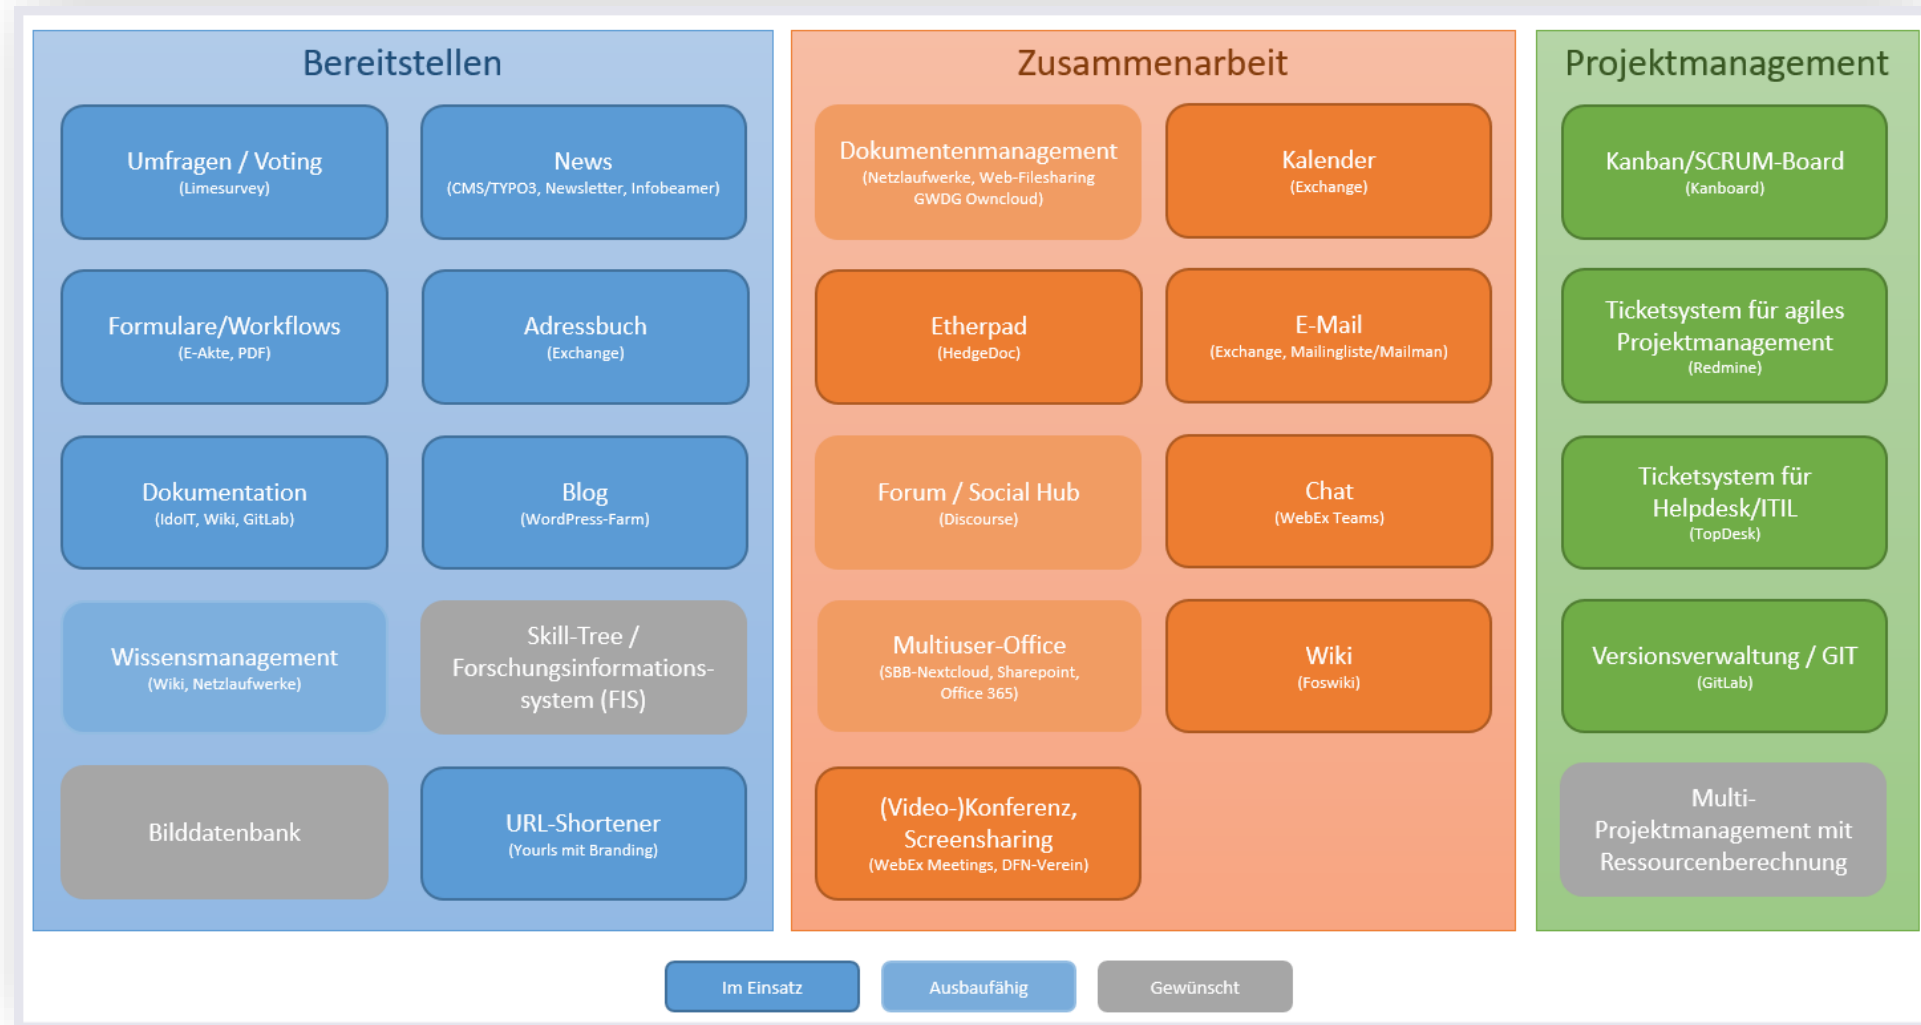 Bereitstellen
Umfragen / Voting
(Limesurvey)
News
(CMS/TYPO3, Newsletter, Infobeamer)
Formulare/Workflows
(E-Akte, PDF)
Adressbuch
(Exchange)
Dokumentation
(IdoIT, Wiki, GitLab)
Blog
(WordPress-Farm)
Wissensmanagement
(Wiki, Netzlaufwerke)
Skill-Tree /
Forschungsinformations-
system (FIS)
Bilddatenbank
URL-Shortener
(Yourls mit Branding)
Zusammenarbeit
Dokumentenmanagement
(Netzlaufwerke, Web-Filesharing
GWDG Owncloud)
Kalender
(Exchange)
Etherpad
(HedgeDoc)
E-Mail
(Exchange, Mailingliste/Mailman)
Forum / Social Hub
(Discourse)
Chat
(WebEx Teams)
Multiuser-Office
(SBB-Nextcloud, Sharepoint,
Office 365)
Wiki
(Foswiki)
(Video-)Konferenz,
Screensharing
(WebEx Meetings, DFN-Verein)
Projektmanagement
Kanban/SCRUM-Board
(Kanboard)
Ticketsystem für agiles
Projektmanagement
(Redmine)
Ticketsystem für
Helpdesk/ITIL
(TopDesk)
Versionsverwaltung / GIT
(GitLab)
Multi-
Projektmanagement mit
Ressourcenberechnung
Im Einsatz
Ausbaufähig
Gewünscht